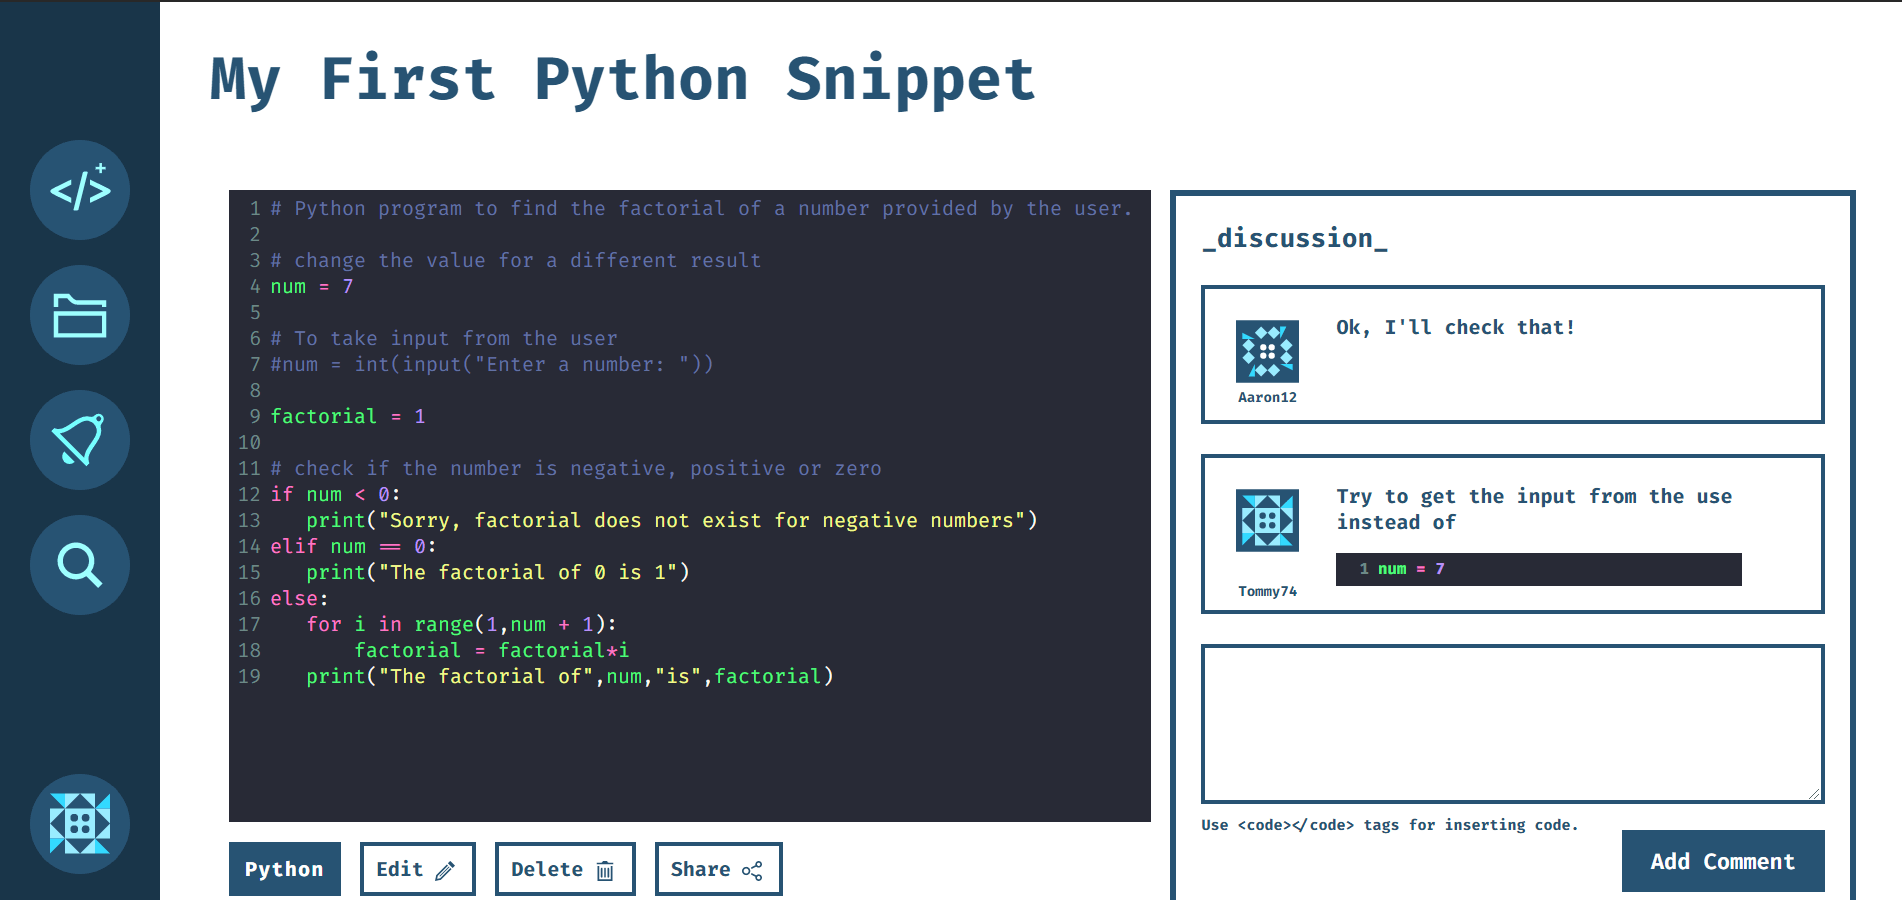 My First Python Snippet
1 # Python program to find the factorial of a number provided by the user.
2
3 # change the value for a different result
4 num = 7
5
6 # To take input from the user
7 #num = int(input("Enter a number: "))
8
9 factorial = 1
10
11 # check if the number is negative, positive or zero
12 if num < 0:
13    print("Sorry, factorial does not exist for negative numbers")
14 elif num == 0:
15    print("The factorial of 0 is 1")
16 else:
17    for i in range(1,num + 1):
18        factorial = factorial*i
19    print("The factorial of",num,"is",factorial)
Python
Edit
Delete
Share
_discussion_
Ok, I'll check that!
Aaron12
Try to get the input from the use
instead of
1 num = 7
Tommy74
Use <code></code> tags for inserting code.
Add Comment